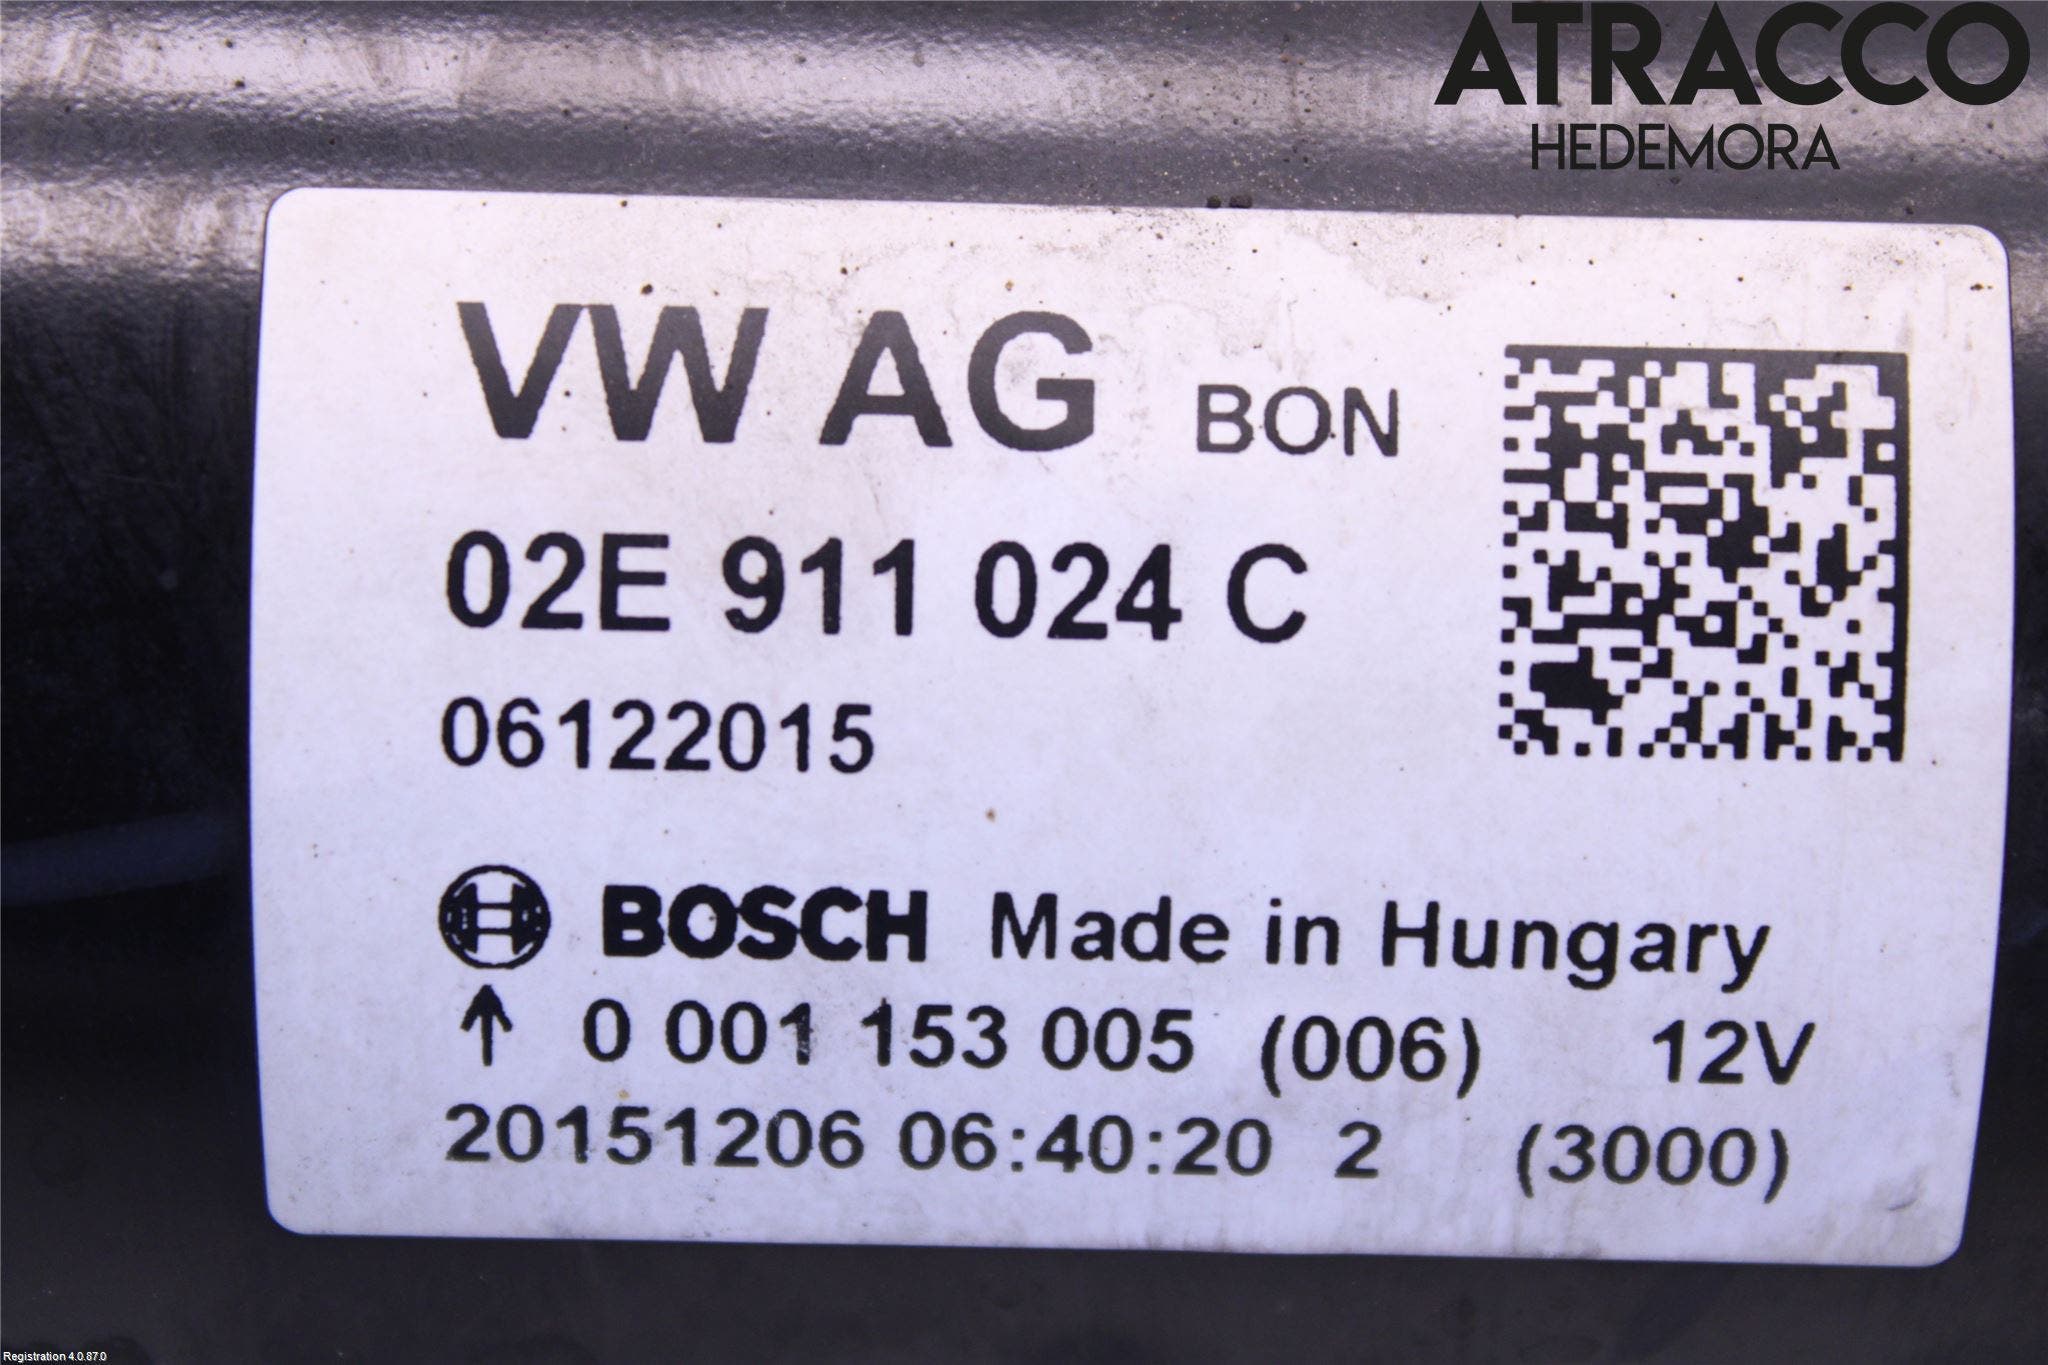 ATRACCO
HEDEMORA
VW AG BON
02E 911 024 C
06122015
BOSCH Made in Hungary
↑ 0 001 153 005 (006) 12V
20151206 06:40:20 2 (3000)
Registration 4.0.87.0